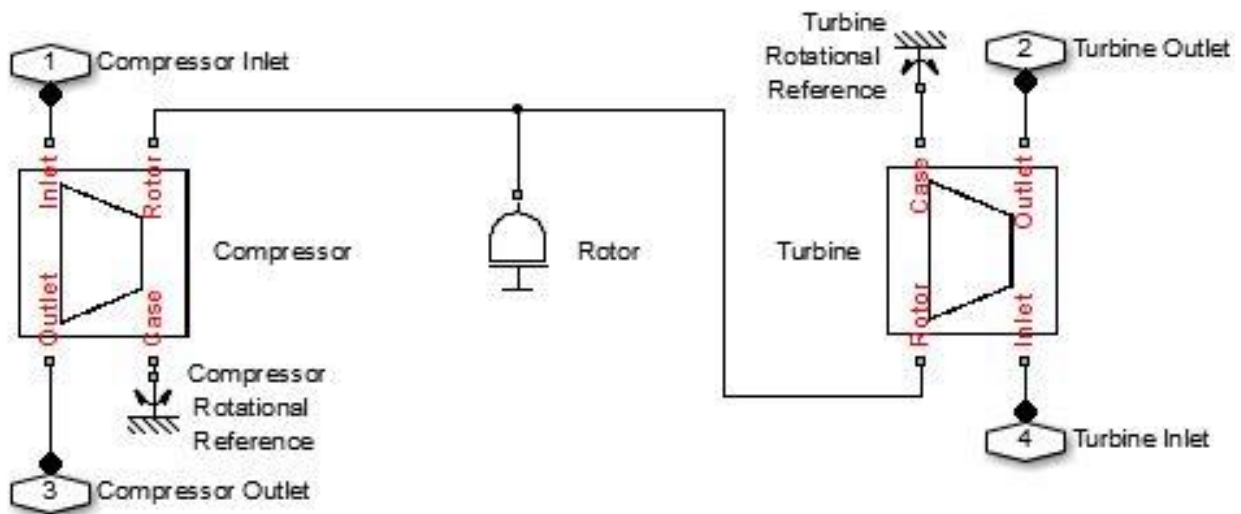 1
Compressor Inlet
Turbine
Rotational
Reference
2
Turbine Outlet
Inlet
Rotor
Case
Outlet
Compressor
Rotor
Turbine
Outlet
Case
Rotor
Inlet
Compressor
Rotational
Reference
4
Turbine Inlet
3
Compressor Outlet